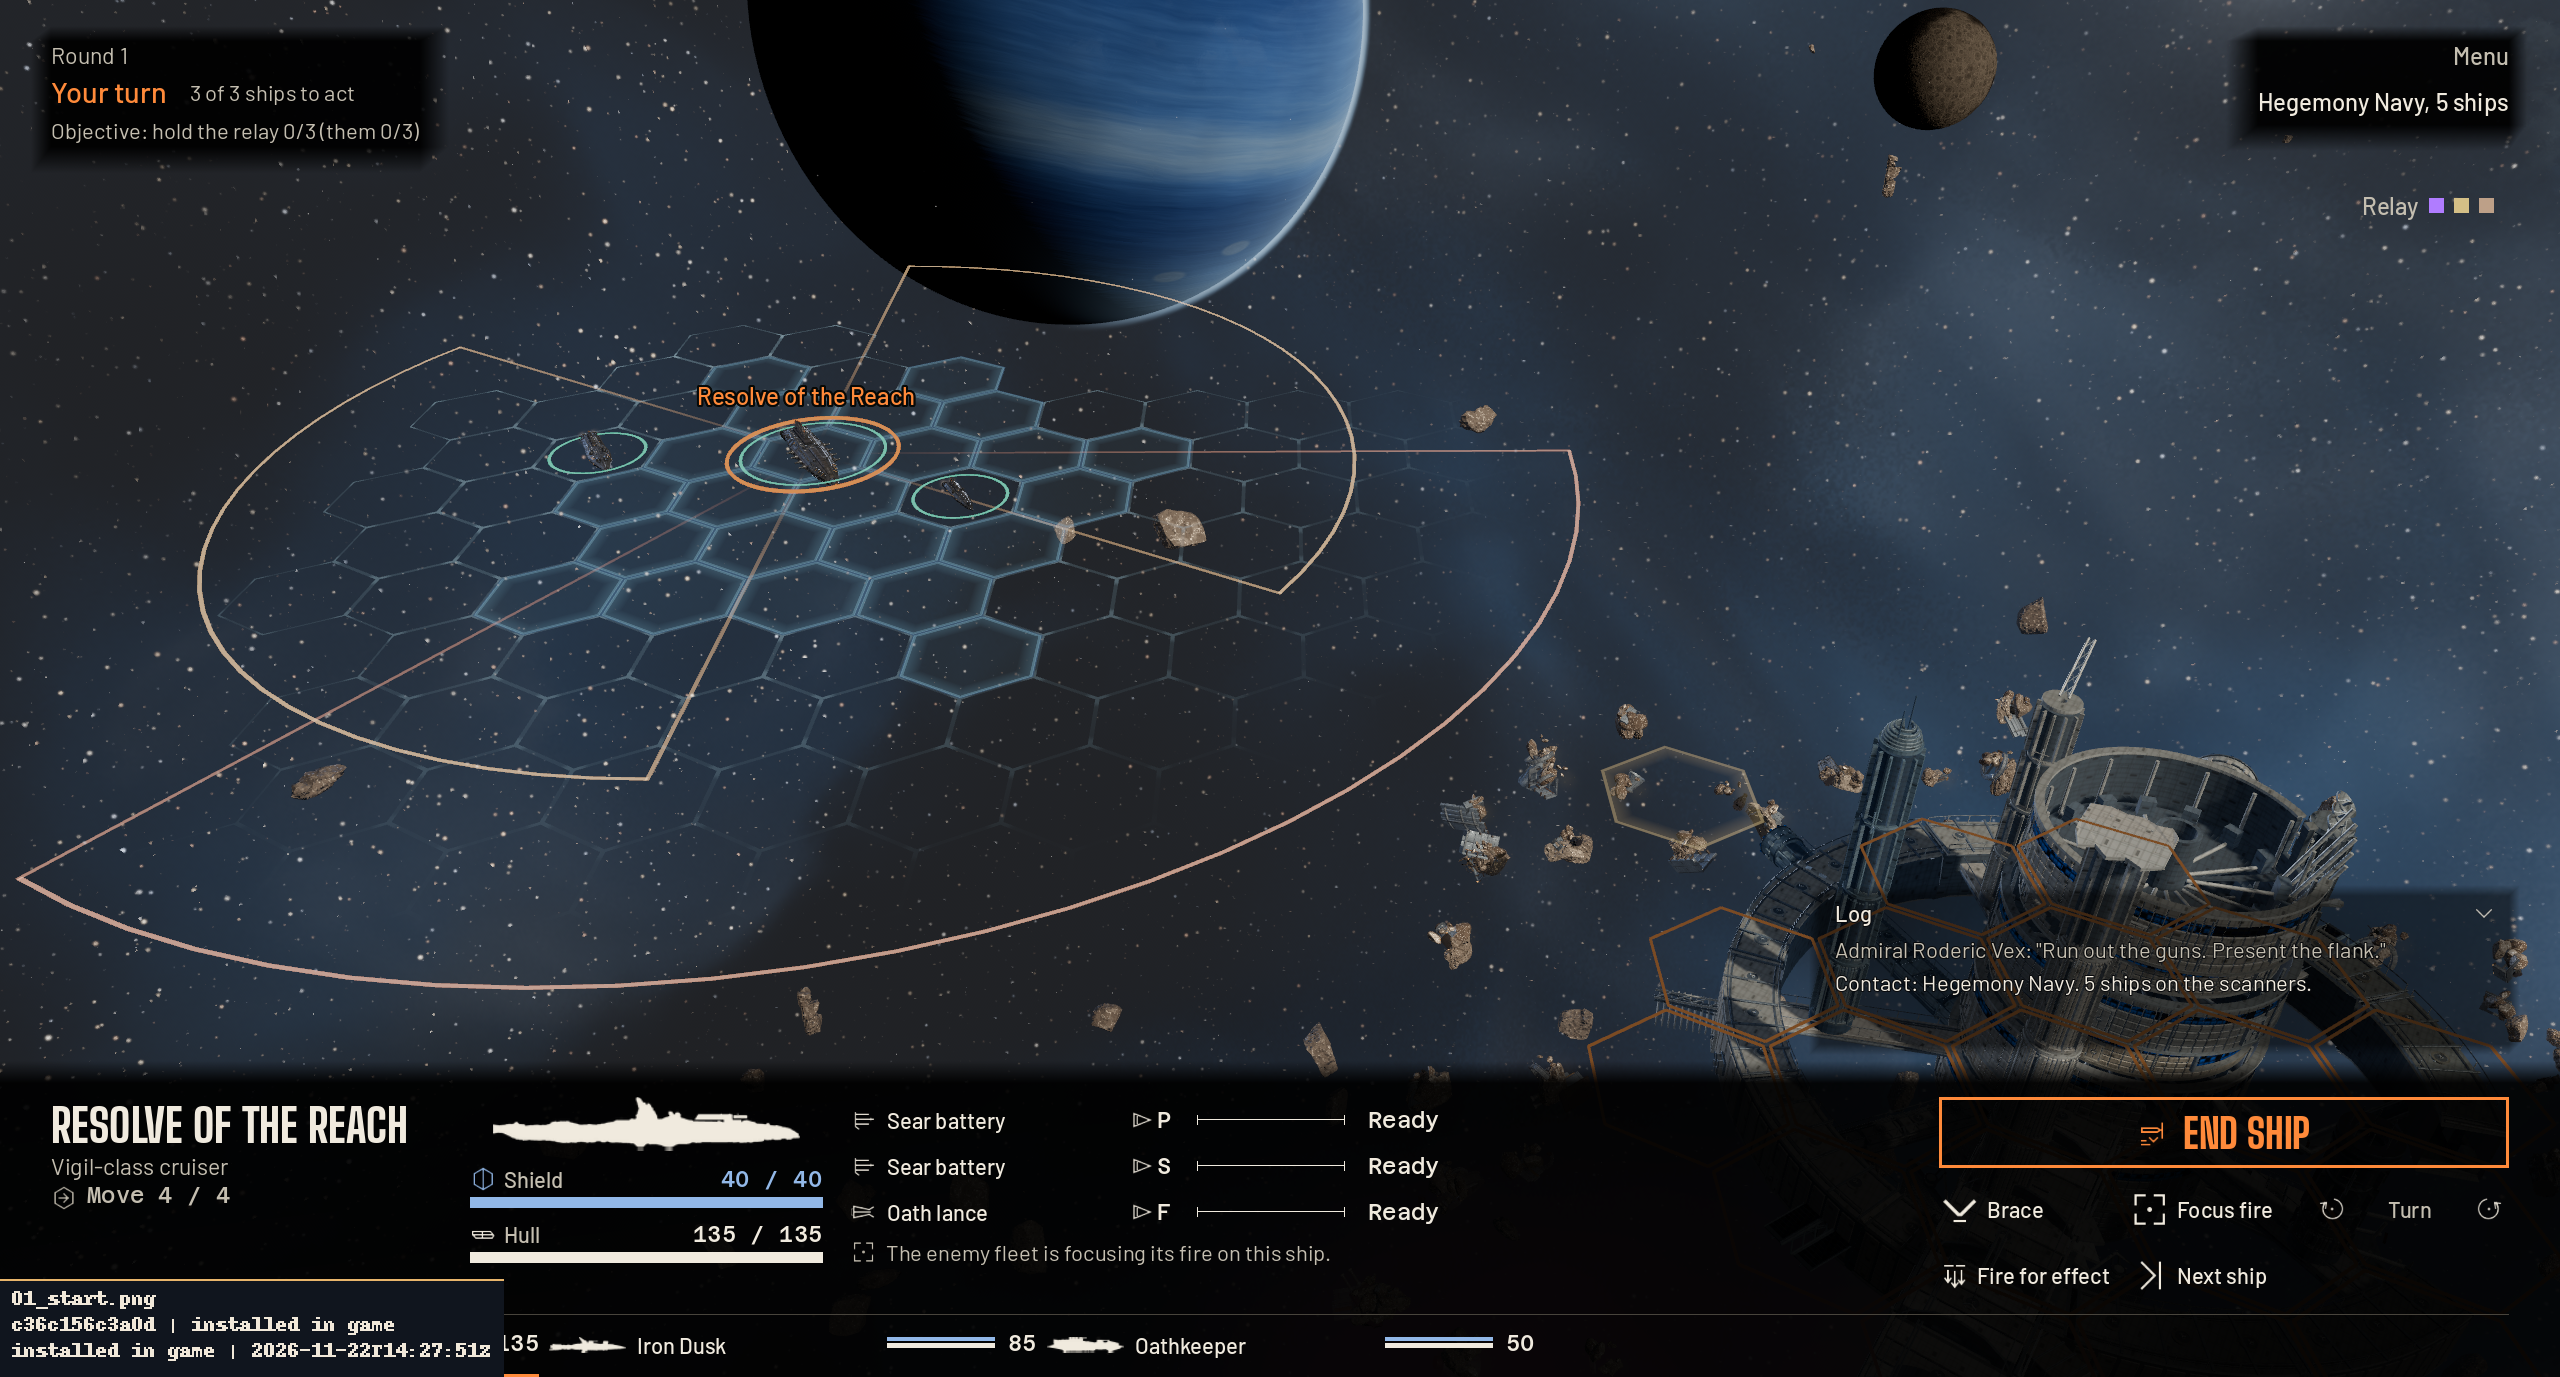 Round 1
Your turn 3 of 3 ships to act
Objective: hold the relay 0/3 (them 0/3)
Menu
Hegemony Navy, 5 ships
Relay
Resolve of the Reach
Log
Admiral Roderic Vex: "Run out the guns. Present the flank."
Contact: Hegemony Navy. 5 ships on the scanners.
RESOLVE OF THE REACH
Vigil-class cruiser
Move 4 / 4
Shield 40 / 40
Hull 135 / 135
Sear battery P Ready
Sear battery S Ready
Oath lance F Ready
The enemy fleet is focusing its fire on this ship.
END SHIP
Brace Focus fire Turn
Fire for effect Next ship
01_start.png
c36c156c3a0d | installed in game
installed in game | 2026-11-22T14:27:51Z
135 Iron Dusk 85 Oathkeeper 50